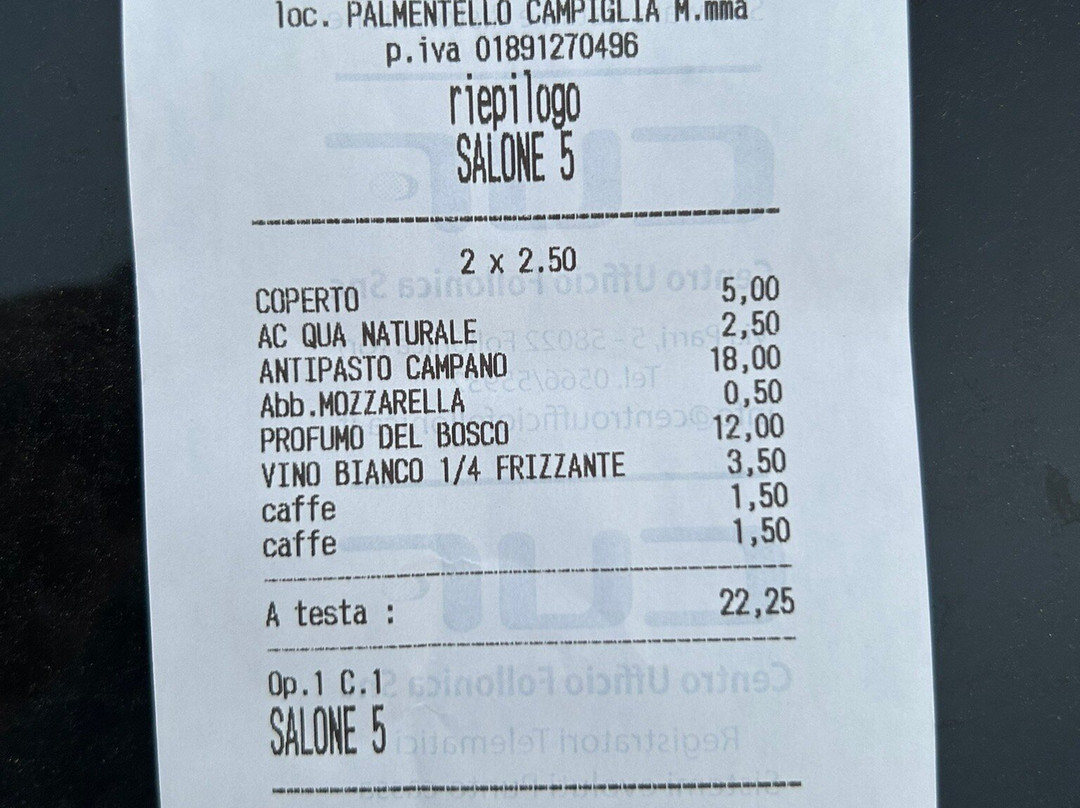 loc. PALMENTELLO CAMPIGLIA M.mma
p.iva 01891270496
riepilogo
SALONE 5
2 x 2.50
COPERTO 5,00
AC QUA NATURALE 2,50
ANTIPASTO CAMPANO 18,00
Abb.MOZZARELLA 0,50
PROFUMO DEL BOSCO 12,00
VINO BIANCO 1/4 FRIZZANTE 3,50
caffe 1,50
caffe 1,50
A testa : 22,25
Op.1 C.1
SALONE 5